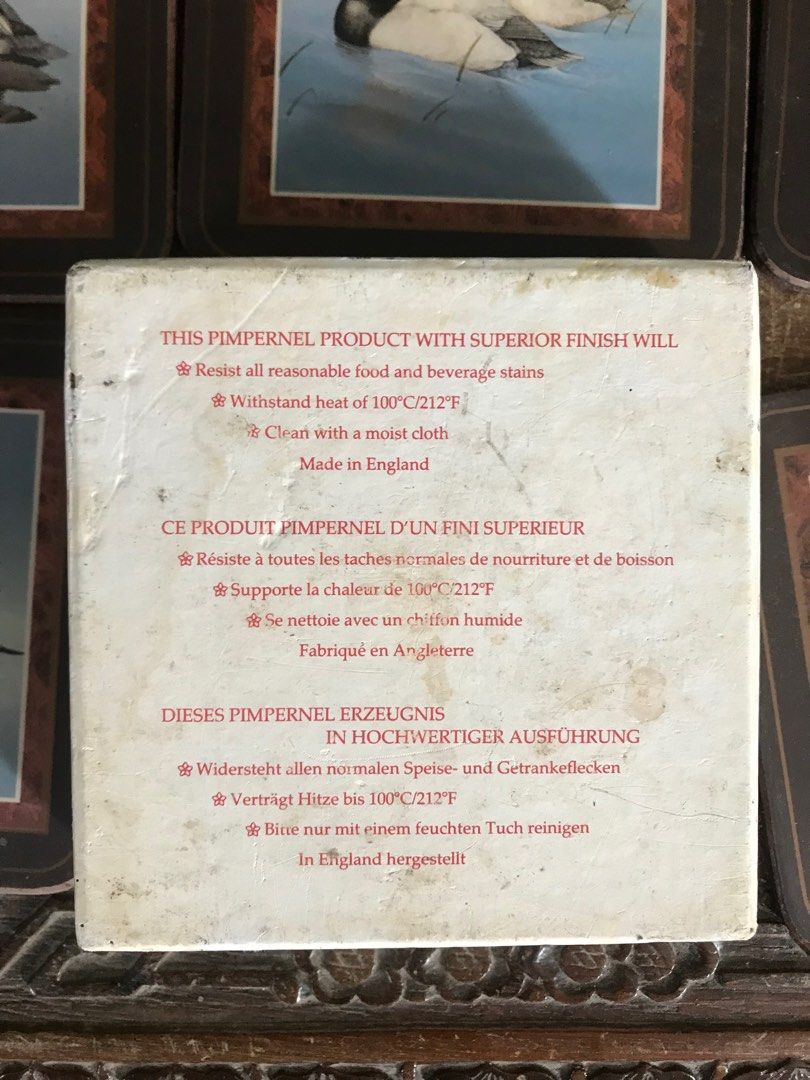 THIS PIMPERNEL PRODUCT WITH SUPERIOR FINISH WILL
Resist all reasonable food and beverage stains
Withstand heat of 100°C/212°F
Clean with a moist cloth
Made in England
CE PRODUIT PIMPERNEL D'UN FINI SUPERIEUR
Résiste à toutes les taches normales de nourriture et de boisson
Supporte la chaleur de 100°C/212°F
Se nettoie avec un chiffon humide
Fabriqué en Angleterre
DIESES PIMPERNEL ERZEUGNIS
IN HOCHWERTIGER AUSFÜHRUNG
Widersteht allen normalen Speise- und Getrankeflecken
Verträgt Hitze bis 100°C/212°F
Bitte nur mit einem feuchten Tuch reinigen
In England hergestellt